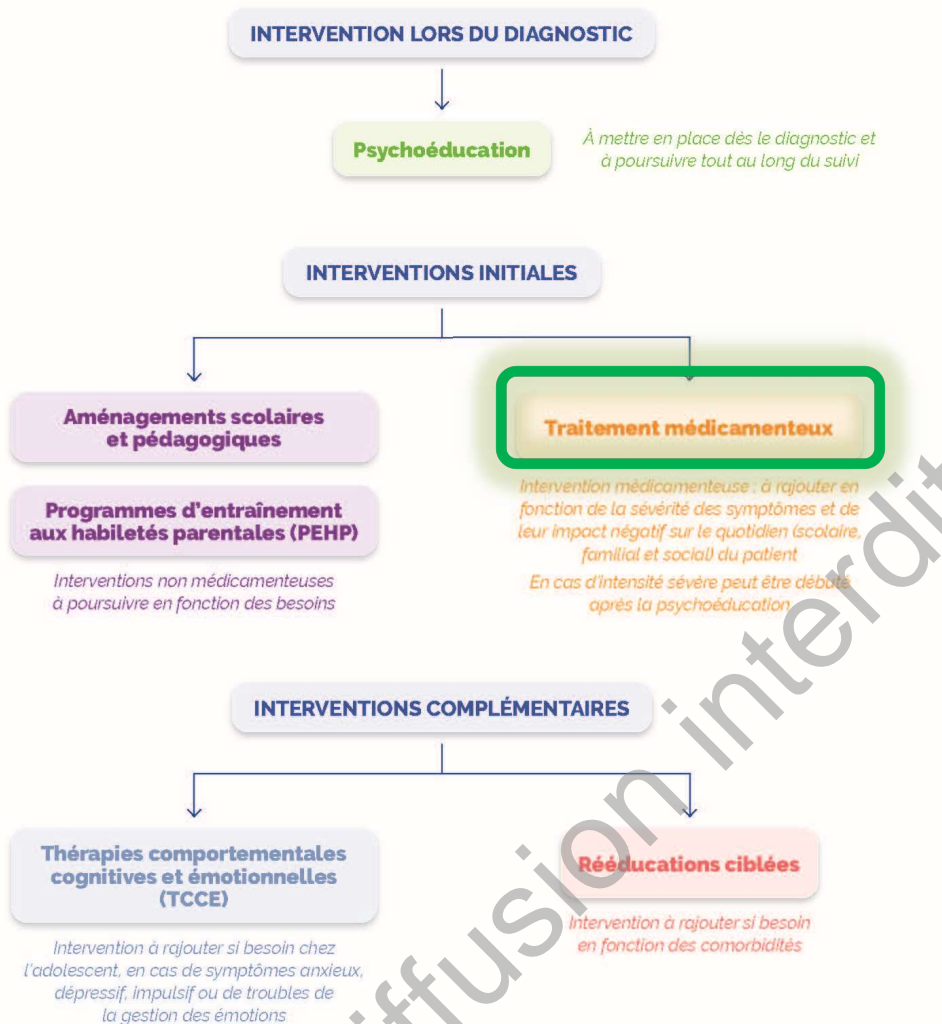 INTERVENTION LORS DU DIAGNOSTIC
Psychoéducation
À mettre en place dès le diagnostic et
à poursuivre tout au long du suivi
INTERVENTIONS INITIALES
Aménagements scolaires
et pédagogiques
Programmes d'entraînement
aux habiletés parentales (PEHP)
Interventions non médicamenteuses
à poursuivre en fonction des besoins
Traitement médicamenteux
Intervention médicamenteuse : à rajouter en
fonction de la sévérité des symptômes et de
leur impact négatif sur le quotidien (scolaire,
familial et social) du patient
En cas d'intensité sévère peut être débuté
après la psychoéducation
INTERVENTIONS COMPLÉMENTAIRES
Thérapies comportementales
cognitives et émotionnelles
(TCCE)
Intervention à rajouter si besoin chez
l'adolescent, en cas de symptômes anxieux,
dépressif, impulsif ou de troubles de
la gestion des émotions
Rééducations ciblées
Intervention à rajouter si besoin
en fonction des comorbidités